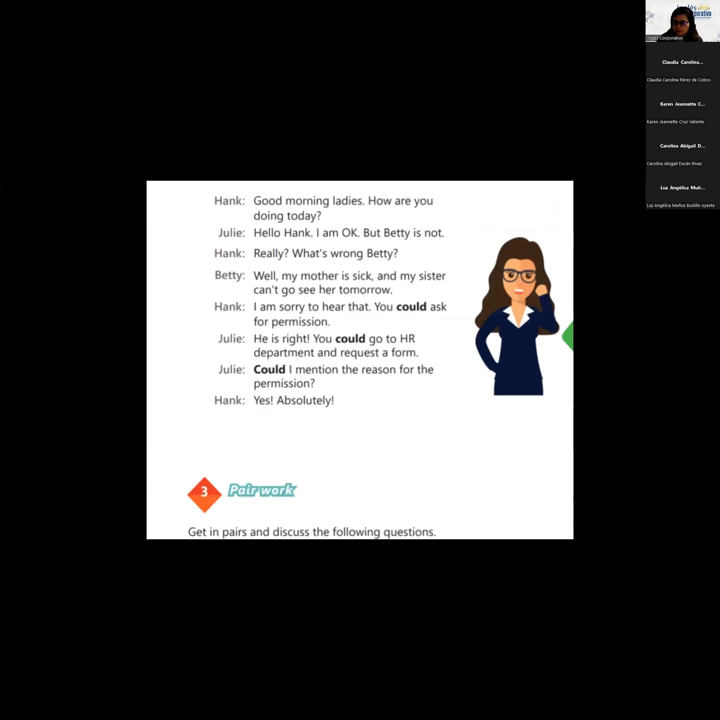 Inglés Corporativo
Claudia Carolina...
Claudia Carolina Pérez de Cobos
Karen Jeannette C...
Karen Jeannette Cruz Valiente
Carolina Abigail D...
Carolina Abigail Durán Rivas
Luz Angélica Muñ...
Luz Angélica Muñoz Bustillo oyente
Hank: Good morning ladies. How are you
doing today?
Julie: Hello Hank. I am OK. But Betty is not.
Hank: Really? What's wrong Betty?
Betty: Well, my mother is sick, and my sister
can't go see her tomorrow.
Hank: I am sorry to hear that. You could ask
for permission.
Julie: He is right! You could go to HR
department and request a form.
Julie: Could I mention the reason for the
permission?
Hank: Yes! Absolutely!
3 Pair work
Get in pairs and discuss the following questions.